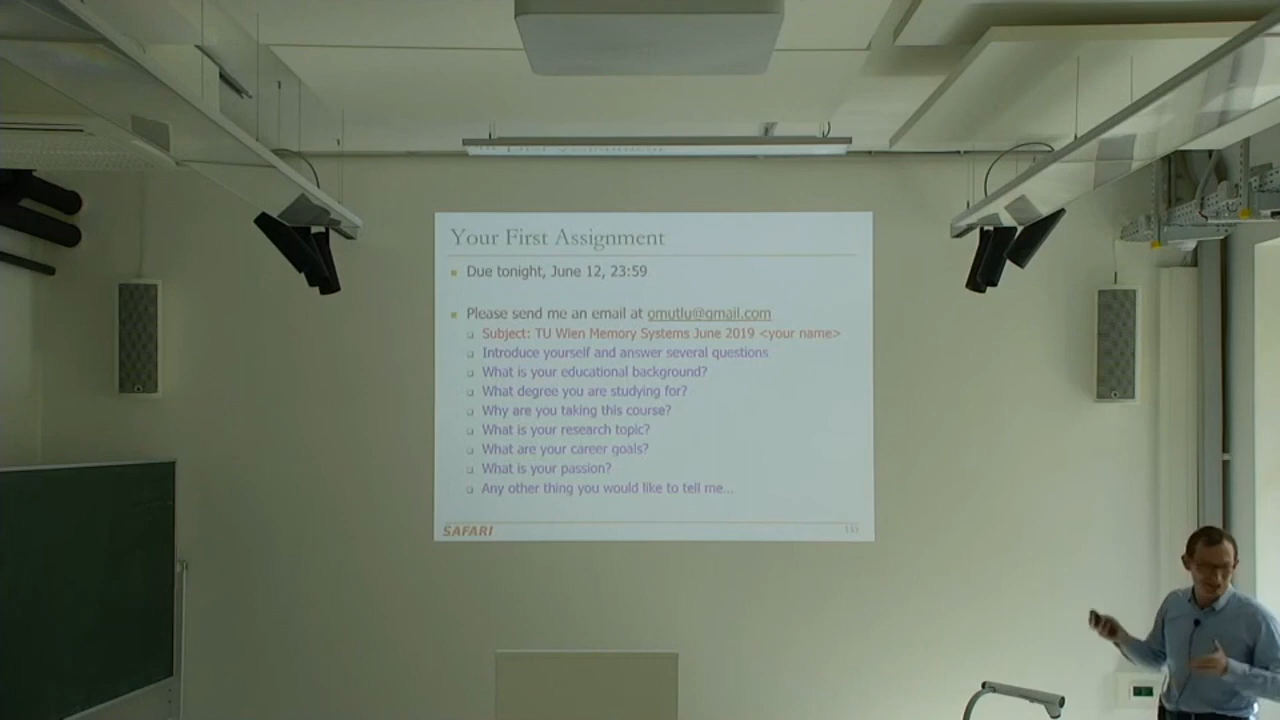 Your First Assignment
Due tonight, June 12, 23:59
Please send me an email at omutlu@gmail.com
Subject: TU Wien Memory Systems June 2019 <your name>
Introduce yourself and answer several questions
What is your educational background?
What degree you are studying for?
Why are you taking this course?
What is your research topic?
What are your career goals?
What is your passion?
Any other thing you would like to tell me...
SAFARI